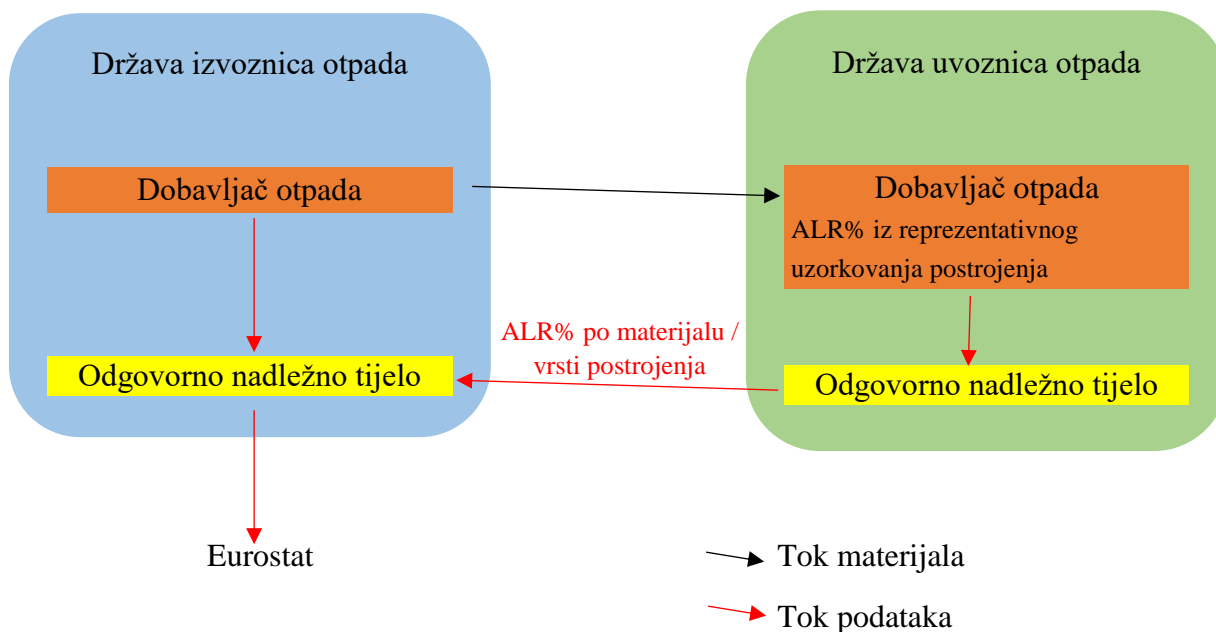 Država izvoznica otpada
Država uvoznica otpada
Dobavljač otpada
Dobavljač otpada
ALR% iz reprezentativnog
uzorkovanja postrojenja
ALR% po materijalu /
vrsti postrojenja
Odgovorno nadležno tijelo
Odgovorno nadležno tijelo
Eurostat
Tok materijala
Tok podataka